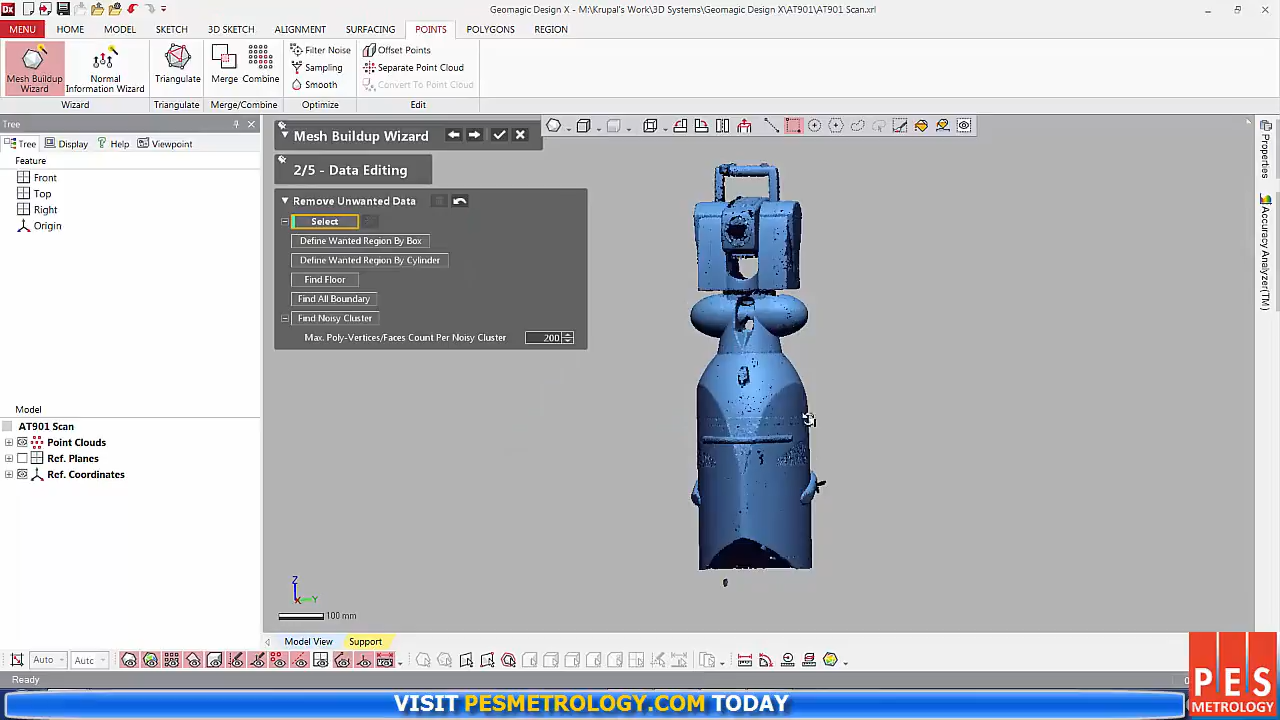 Geomagic Design X - M:\Krupal's Work\3D Systems\Geomagic Design X\AT901\AT901 Scan.xrl
MENU HOME MODEL SKETCH 3D SKETCH ALIGNMENT SURFACING POINTS POLYGONS REGION
Mesh Buildup Wizard
Normal Information Wizard
Triangulate
Merge Combine
Filter Noise
Sampling
Smooth
Offset Points
Separate Point Cloud
Convert To Point Cloud
Wizard Triangulate Merge/Combine Optimize Edit
Tree
Tree Display Help Viewpoint
Feature
Front
Top
Right
Origin
Mesh Buildup Wizard
2/5 - Data Editing
Remove Unwanted Data
Select
Define Wanted Region By Box
Define Wanted Region By Cylinder
Find Floor
Find All Boundary
Find Noisy Cluster
Max. Poly-Vertices/Faces Count Per Noisy Cluster 200
Properties
Accuracy Analyzer(TM)
Model
AT901 Scan
Point Clouds
Ref. Planes
Ref. Coordinates
Z
Y
X
100 mm
Model View Support
Auto Autc
Ready
PES
METROLOGY
VISIT PESMETROLOGY.COM TODAY